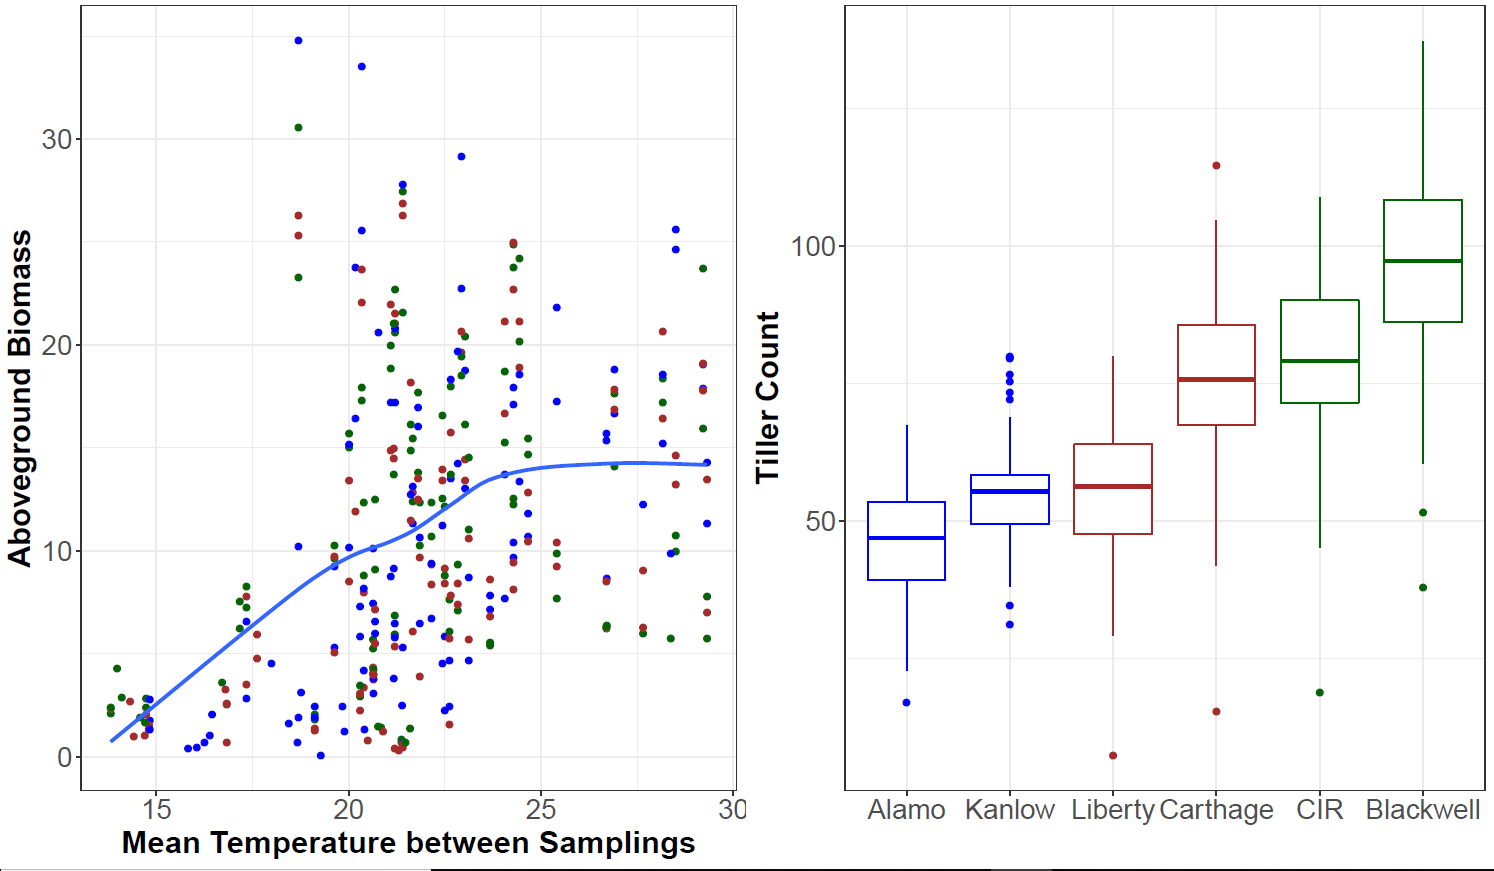 Aboveground Biomass
30
20
10
0
15 20 25 30
Mean Temperature between Samplings
Tiller Count
100
50
Alamo Kanlow Liberty Carthage CIR Blackwell